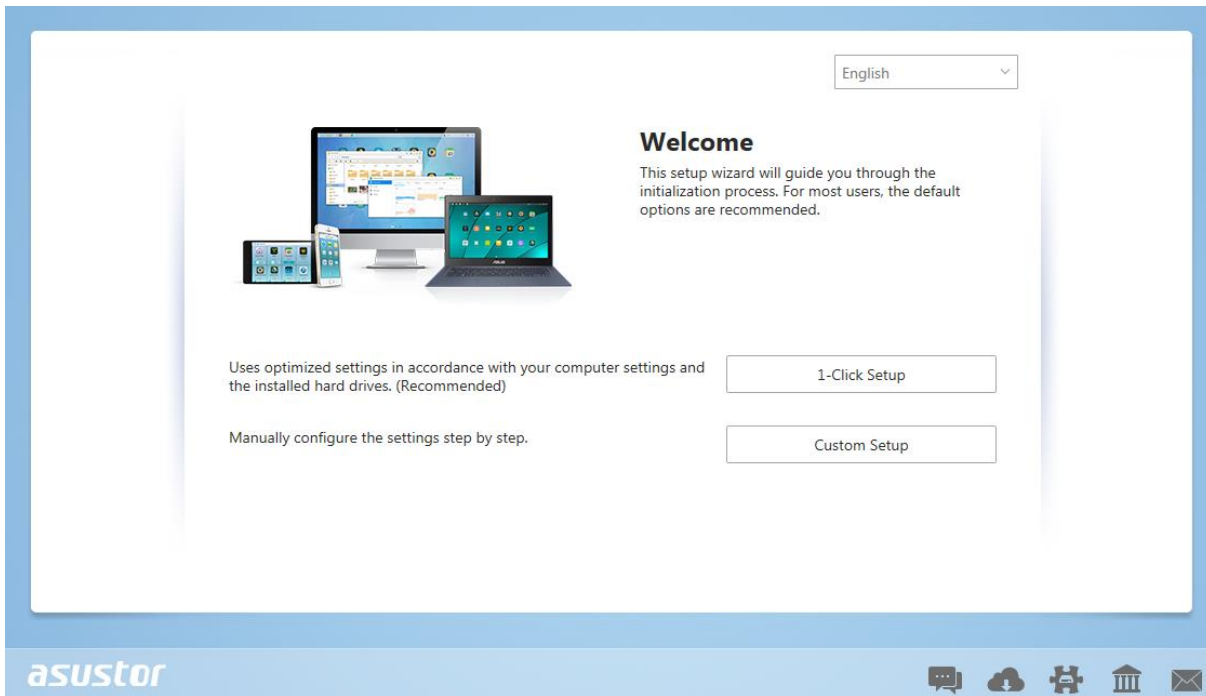 English
Welcome
This setup wizard will guide you through the
initialization process. For most users, the default
options are recommended.
Uses optimized settings in accordance with your computer settings and
the installed hard drives. (Recommended)
1-Click Setup
Manually configure the settings step by step.
Custom Setup
asustor